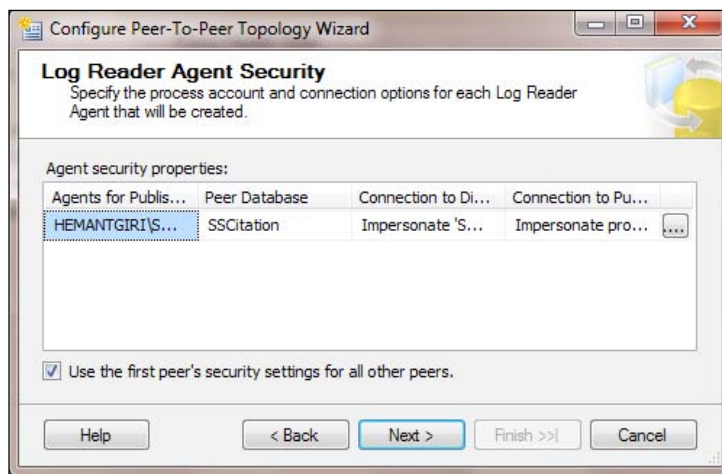 Configure Peer-To-Peer Topology Wizard
Log Reader Agent Security
Specify the process account and connection options for each Log Reader
Agent that will be created.
Agent security properties:
Agents for Publis... Peer Database Connection to Di... Connection to Pu...
HEMANTGIRI\S... SSCitation Impersonate 'S... Impersonate pro... ....
Use the first peer's security settings for all other peers.
Help < Back Next > Finish >>| Cancel